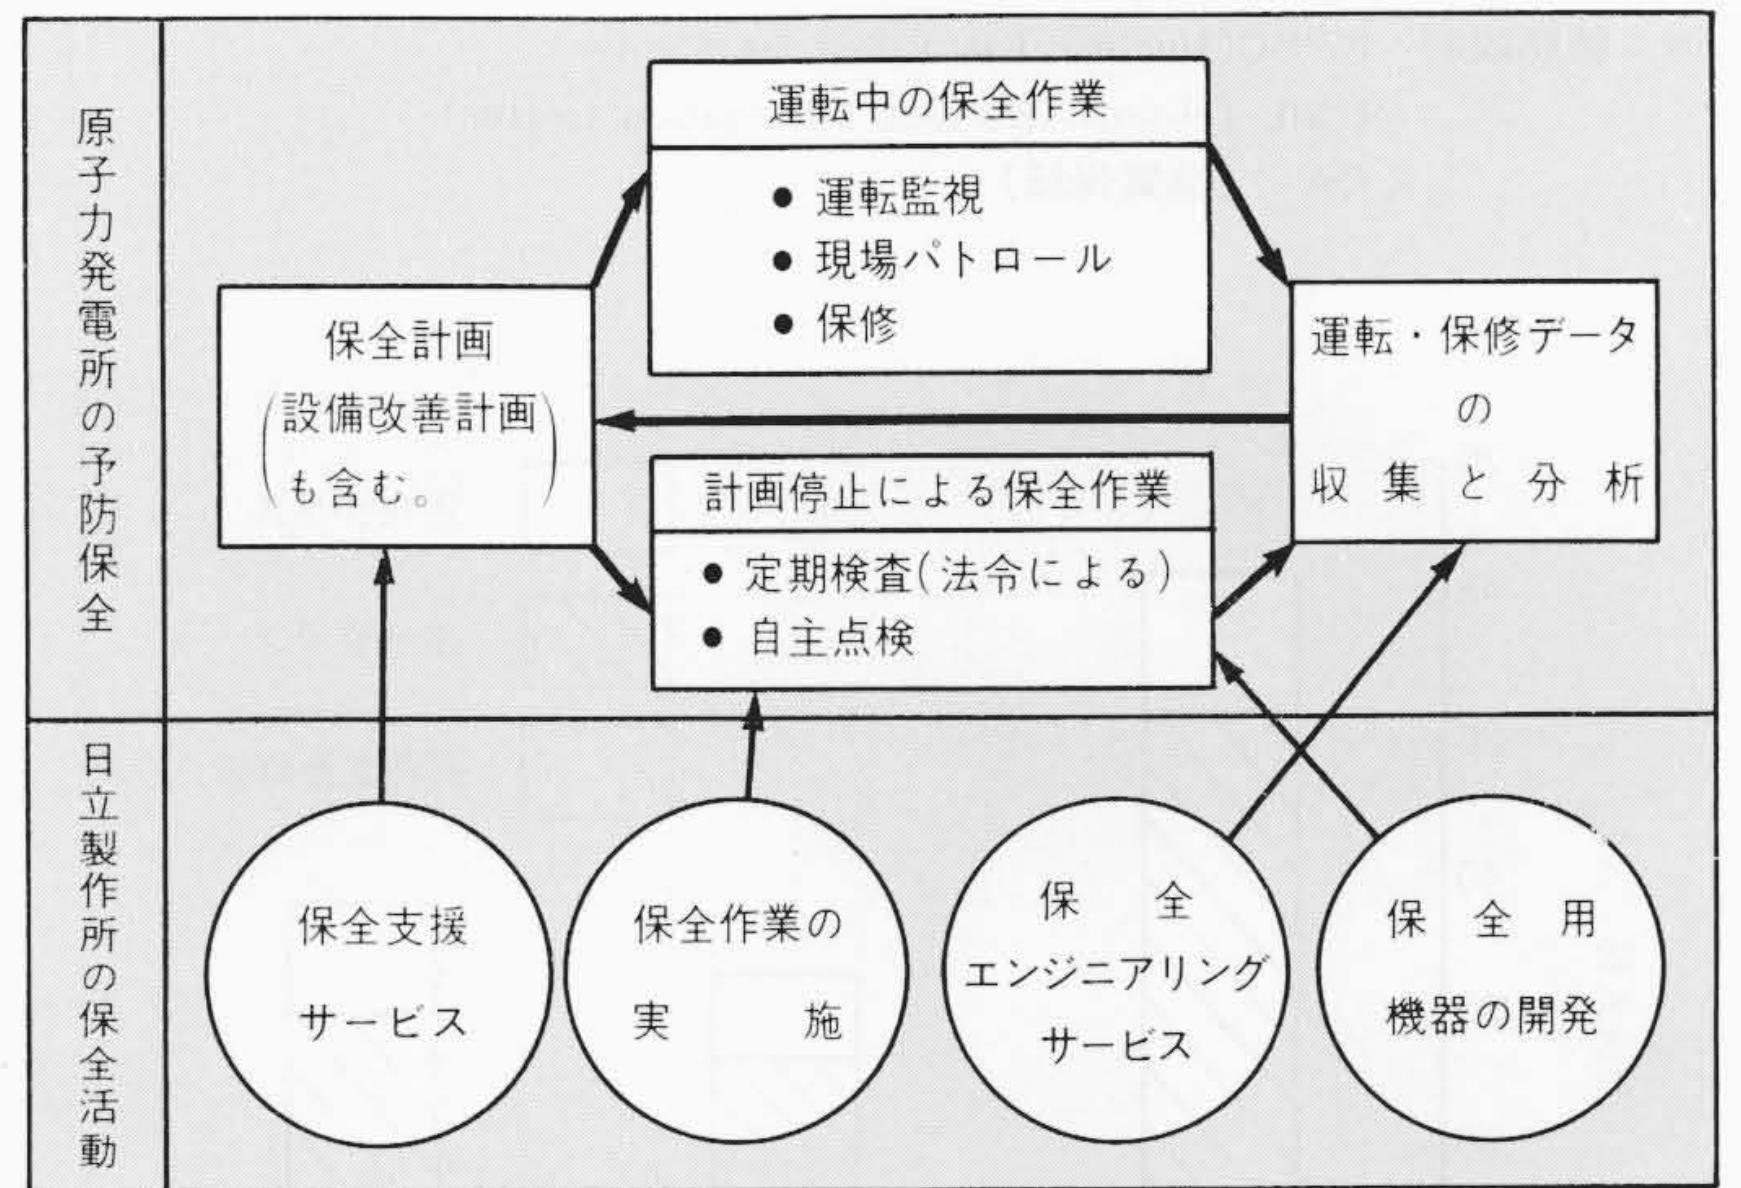 原子力発電所の予防保全
運転中の保全作業
● 運転監視
● 現場パトロール
● 保修
保全計画
(設備改善計画
も含む。)
運転・保修データ
の
収集と分析
計画停止による保全作業
● 定期検査(法令による)
● 自主点検
日立製作所の保全活動
保全支援
サービス
保全作業の
実施
保全
エンジニアリング
サービス
保全用
機器の開発